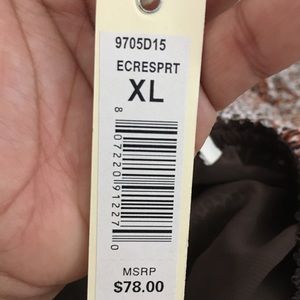 9705D15
ECRESPRT
XL
8 07220 91227 0
MSRP
$78.00